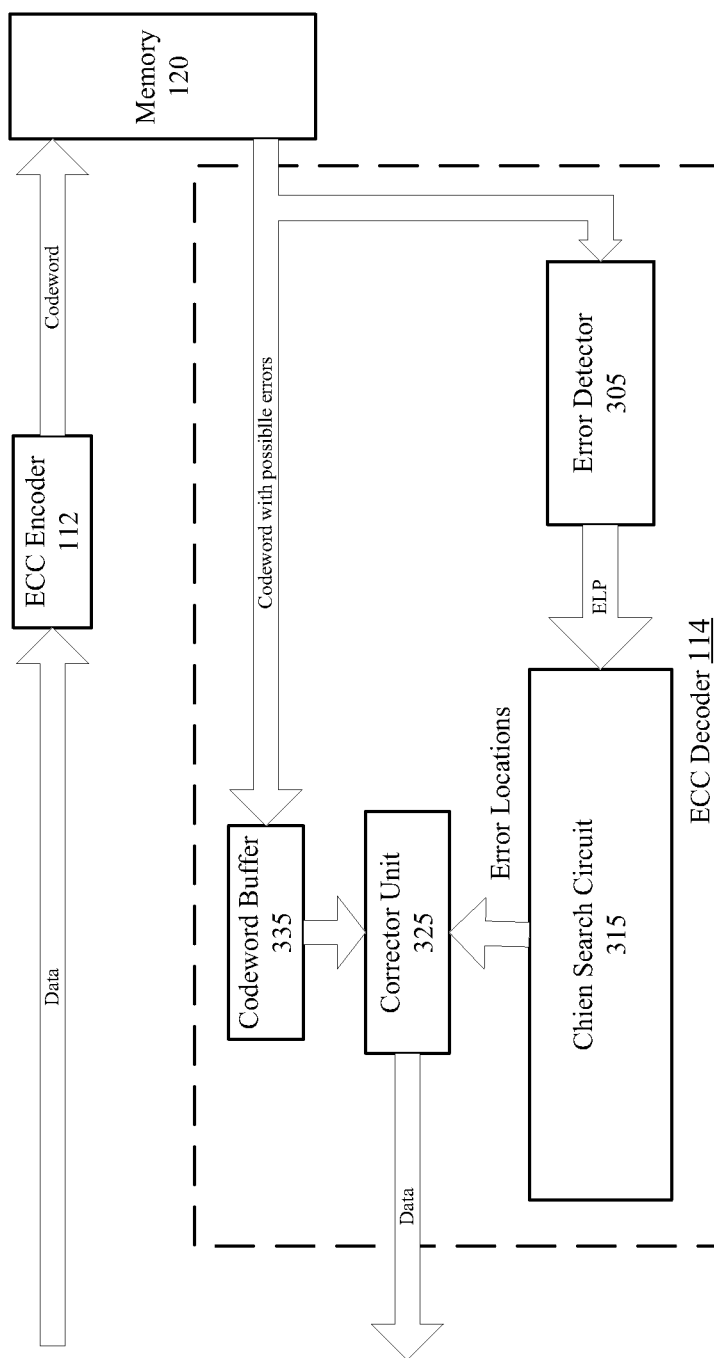 Data
ECC Encoder
112
Codeword
Memory
120
Codeword with possiblle errors
Codeword Buffer
335
Corrector Unit
325
Data
Error Locations
Chien Search Circuit
315
ELP
Error Detector
305
ECC Decoder 114